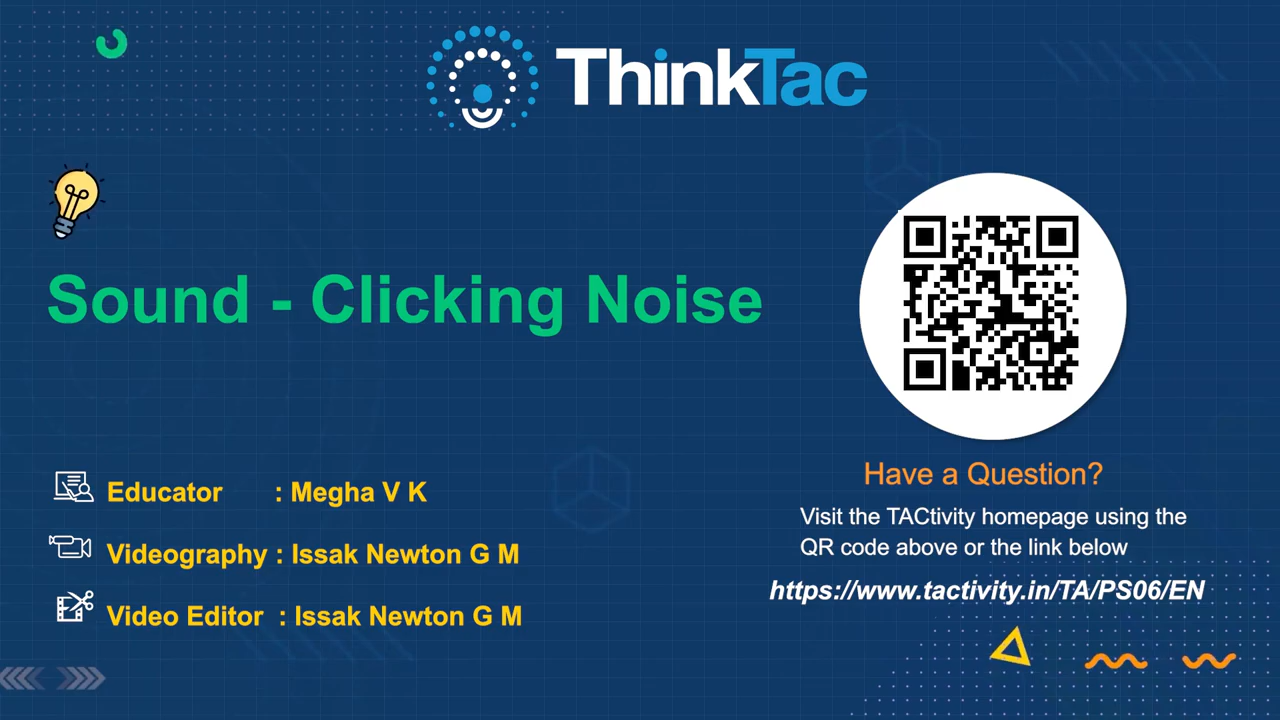 ThinkTac
Sound - Clicking Noise
Educator : Megha V K
Videography : Issak Newton G M
Video Editor : Issak Newton G M
Have a Question?
Visit the TACtivity homepage using the
QR code above or the link below
https://www.tactivity.in/TA/PS06/EN